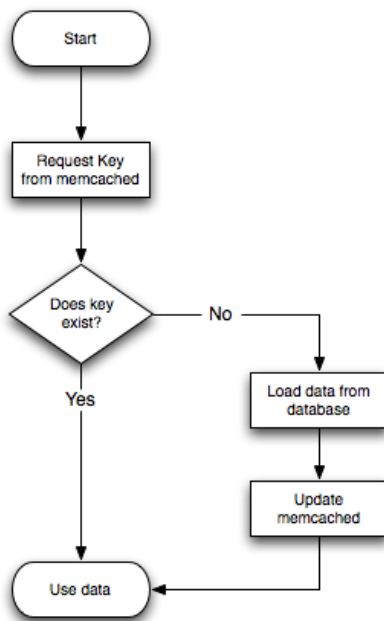 Start
Request Key
from memcached
Does key
exist?
No
Yes
Load data from
database
Update
memcached
Use data